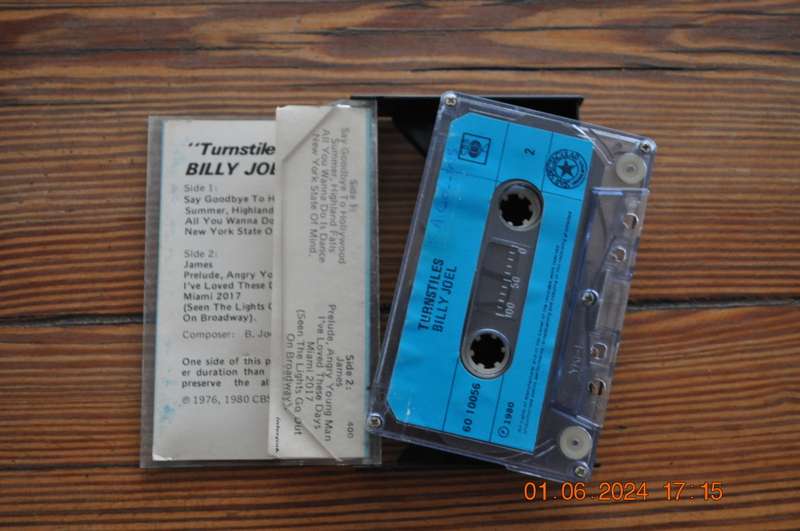 "Turnstile
BILLY JOE
Side 1:
Say Goodbye To H
Summer, Highland
All You Wanna Do
New York State O
Side 2:
James
Prelude, Angry Yo
I've Loved These D
Miami 2017
(Seen The Lights G
On Broadway).
Composer: B. Jo
One side of this p
er duration than
preserve the al
℗ 1976, 1980 CBS
Side 1:
Say Goodbye To Hollywood
Summer, Highland Falls
All You Wanna Do Is Dance
New York State Of Mind.
Side 2: 400
James
Prelude, Angry Young Man
I've Loved These Days
Miami 2017
(Seen The Lights Go Out
On Broadway)
CBS
2
TURNSTILES
BILLY JOEL
100 50 0
60 10056
℗ 1980
01.06.2024 17:15